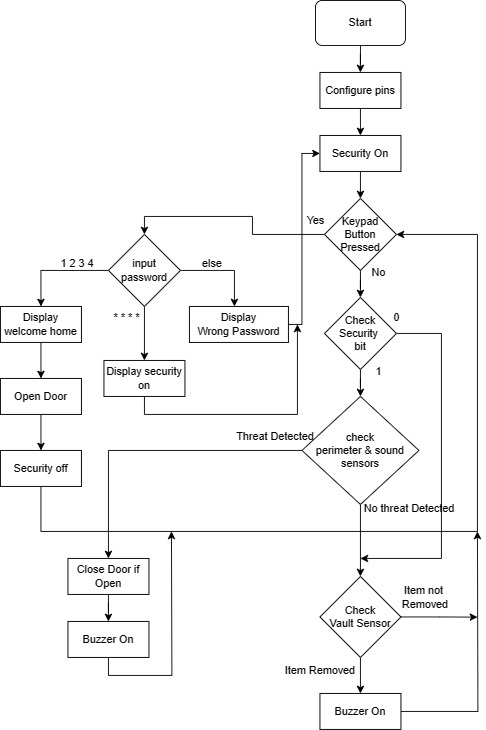 Start
Configure pins
Security On
Yes
Keypad
Button
Pressed
No
1 2 3 4
input
password
else
* * * *
Display
welcome home
Display
Wrong Password
Check
Security
bit
0
1
Display security
on
Open Door
Threat Detected
check
perimeter & sound
sensors
Security off
No threat Detected
Close Door if
Open
Check
Vault Sensor
Item not
Removed
Buzzer On
Item Removed
Buzzer On